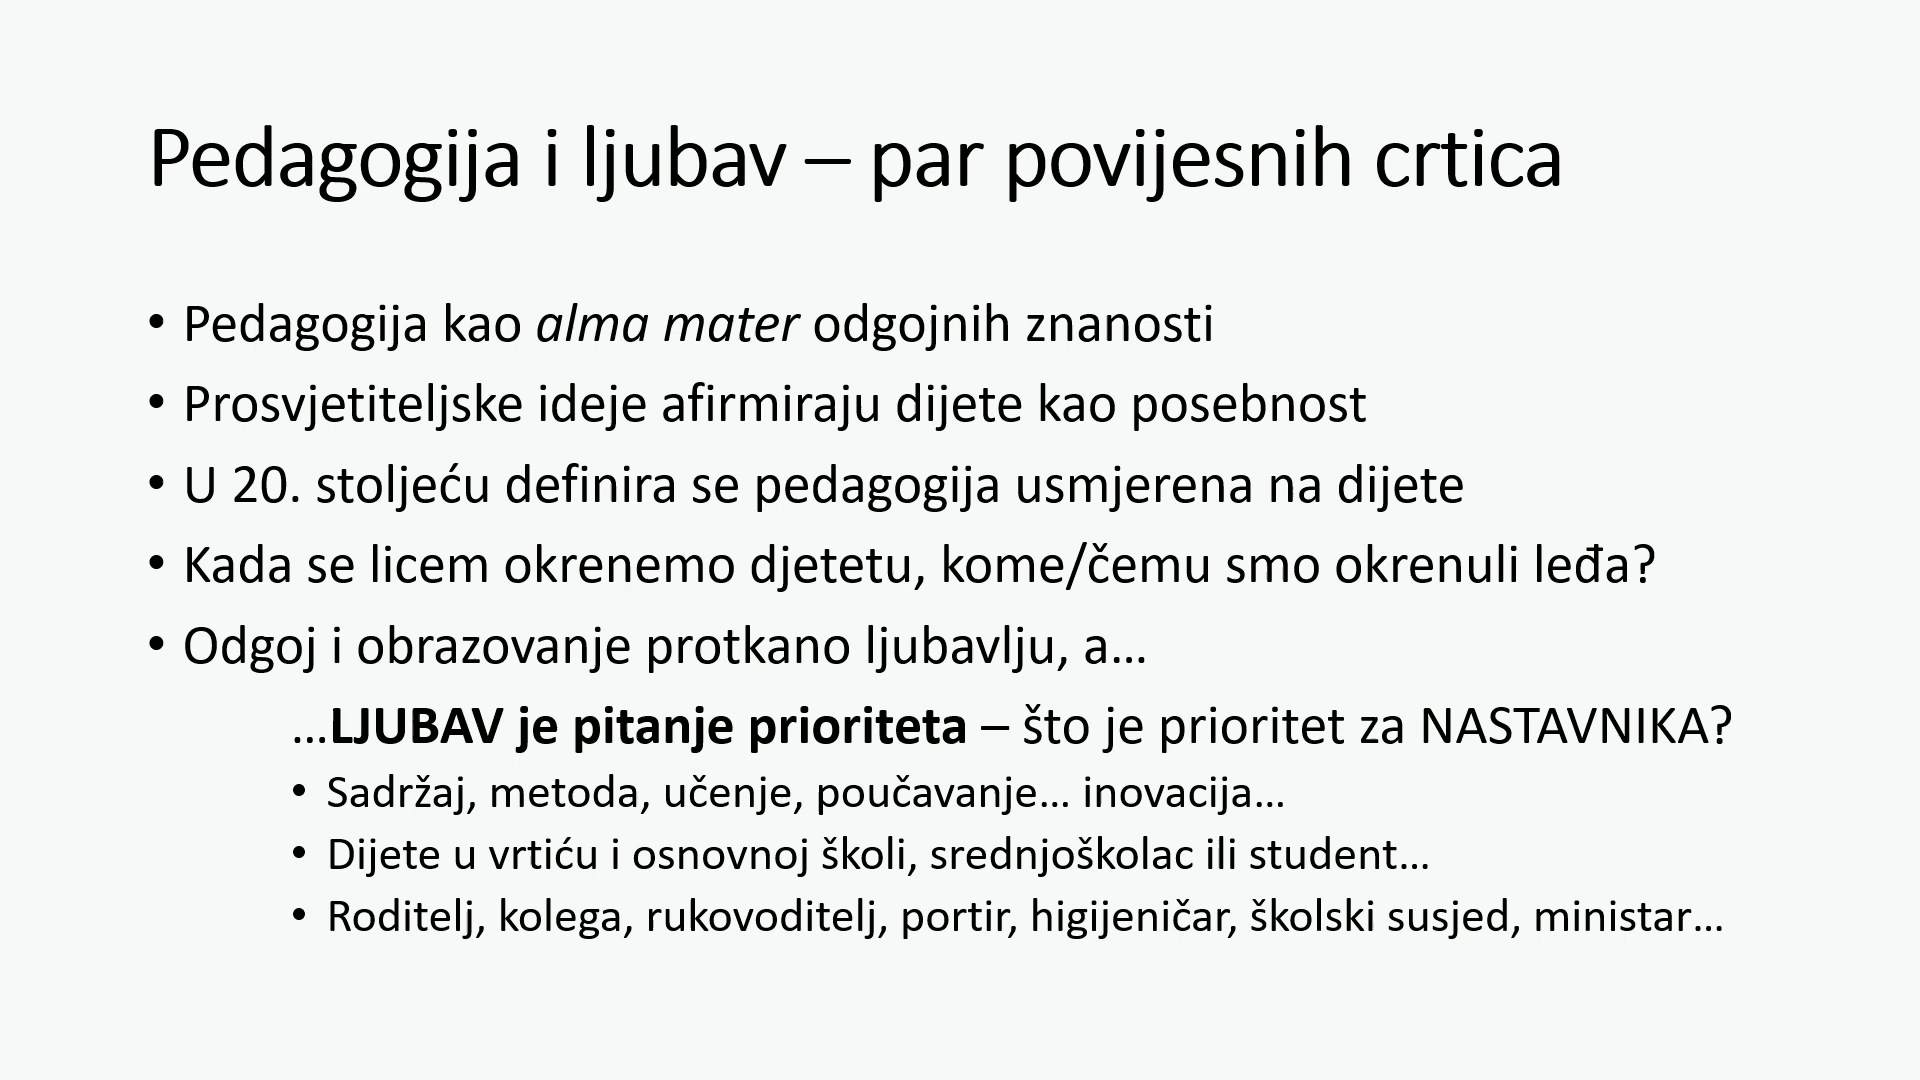 Pedagogija i ljubav – par povijesnih crtica
• Pedagogija kao alma mater odgojnih znanosti
• Prosvjetiteljske ideje afirmiraju dijete kao posebnost
• U 20. stoljeću definira se pedagogija usmjerena na dijete
• Kada se licem okrenemo djetetu, kome/čemu smo okrenuli leđa?
• Odgoj i obrazovanje protkano ljubavlju, a…
…LJUBAV je pitanje prioriteta – što je prioritet za NASTAVNIKA?
• Sadržaj, metoda, učenje, poučavanje… inovacija…
• Dijete u vrtiću i osnovnoj školi, srednjoškolac ili student…
• Roditelj, kolega, rukovoditelj, portir, higijeničar, školski susjed, ministar…